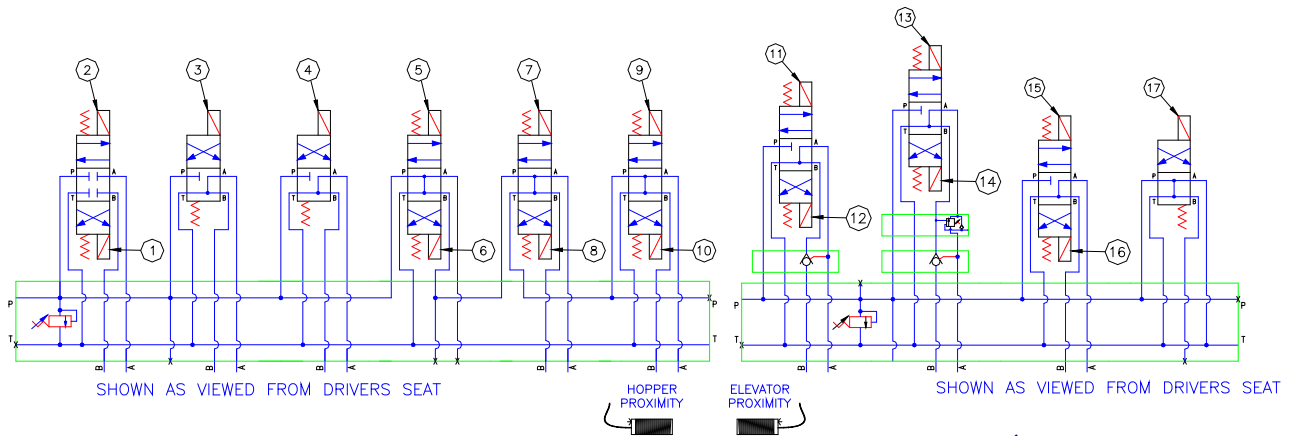 13
11
2 3 4 5 7 9 15 17
P A
P A P A P A P A P A P A P A P A P A
T B
T B T B T B T B T B T B T B T B T B
14
12
1 6 8 10 16
P P P P
T T T T
B A B A B A B A B A B A B A B A B A
SHOWN AS VIEWED FROM DRIVERS SEAT
HOPPER PROXIMITY
ELEVATOR PROXIMITY
SHOWN AS VIEWED FROM DRIVERS SEAT